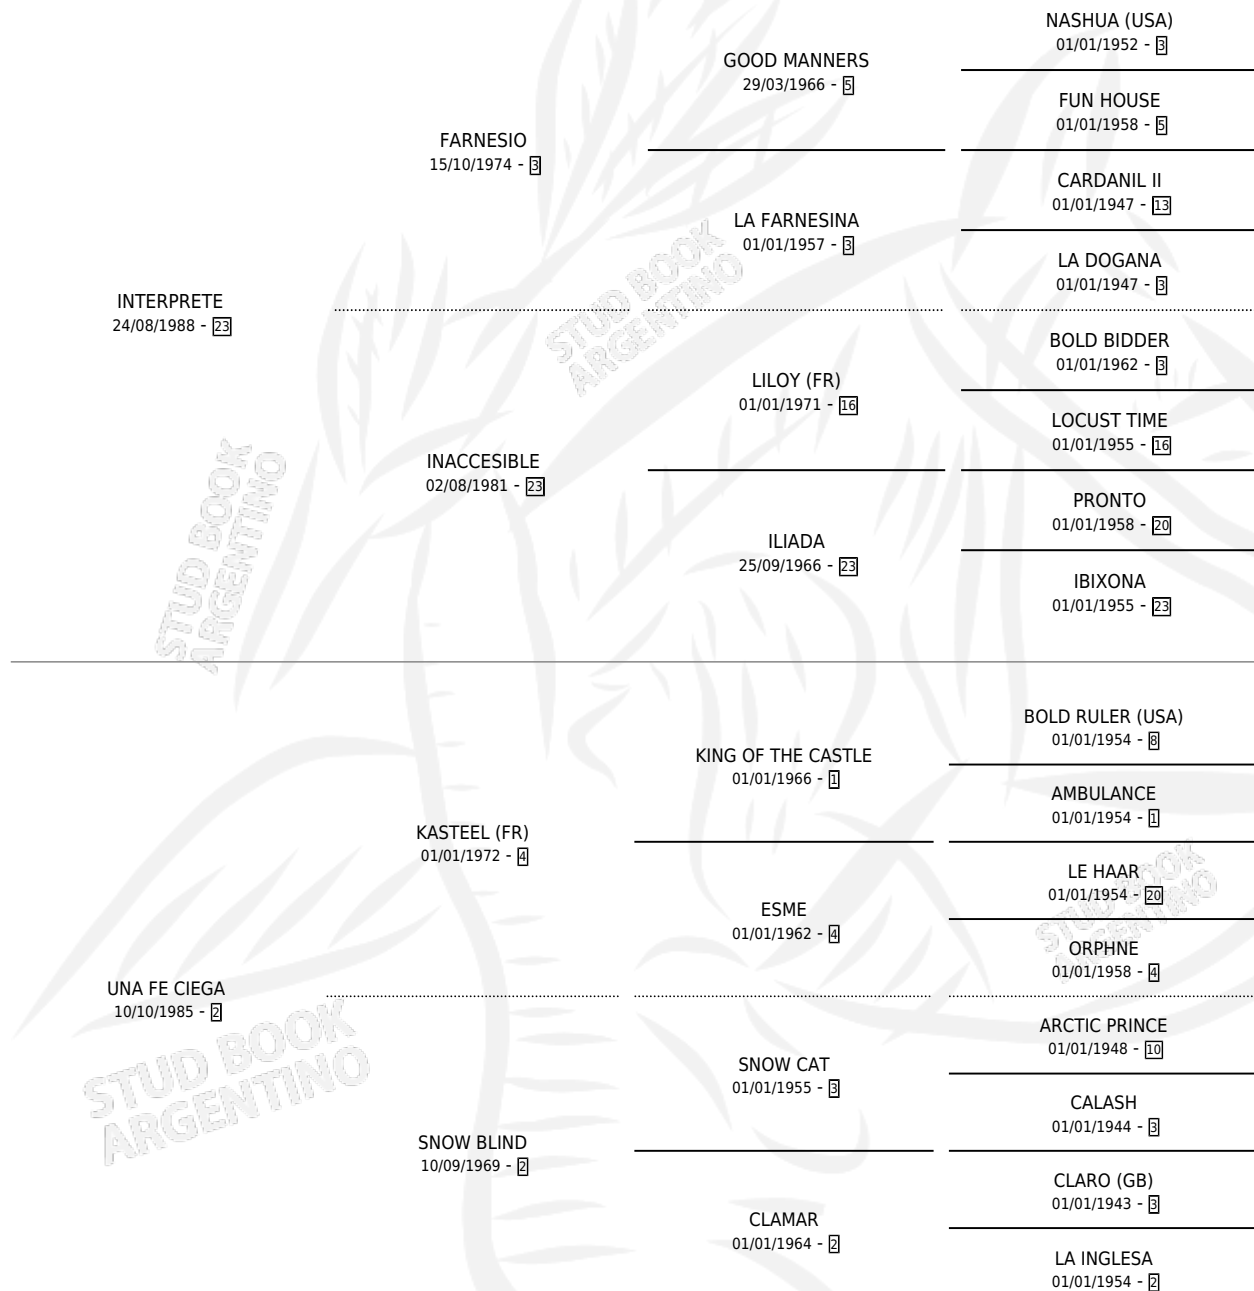 NASHUA (USA)
01/01/1952 - 3
GOOD MANNERS
29/03/1966 - 5
FUN HOUSE
01/01/1958 - 5
FARNESIO
15/10/1974 - 3
CARDANIL II
01/01/1947 - 13
LA FARNESINA
01/01/1957 - 3
LA DOGANA
01/01/1947 - 3
INTERPRETE
24/08/1988 - 23
BOLD BIDDER
01/01/1962 - 3
LILOY (FR)
01/01/1971 - 16
LOCUST TIME
01/01/1955 - 16
INACCESIBLE
02/08/1981 - 23
PRONTO
01/01/1958 - 20
ILIADA
25/09/1966 - 23
IBIXONA
01/01/1955 - 23
BOLD RULER (USA)
01/01/1954 - 8
KING OF THE CASTLE
01/01/1966 - 1
AMBULANCE
01/01/1954 - 1
KASTEEL (FR)
01/01/1972 - 4
LE HAAR
01/01/1954 - 20
ESME
01/01/1962 - 4
ORPHNE
01/01/1958 - 4
UNA FE CIEGA
10/10/1985 - 2
ARCTIC PRINCE
01/01/1948 - 10
SNOW CAT
01/01/1955 - 3
CALASH
01/01/1944 - 3
SNOW BLIND
10/09/1969 - 2
CLARO (GB)
01/01/1943 - 3
CLAMAR
01/01/1964 - 2
LA INGLESA
01/01/1954 - 2
STUD BOOK
ARGENTINO
STUD BOOK
ARGENTINO
STUD BOOK
ARGENTINO
STUD BOOK
ARGENTINO